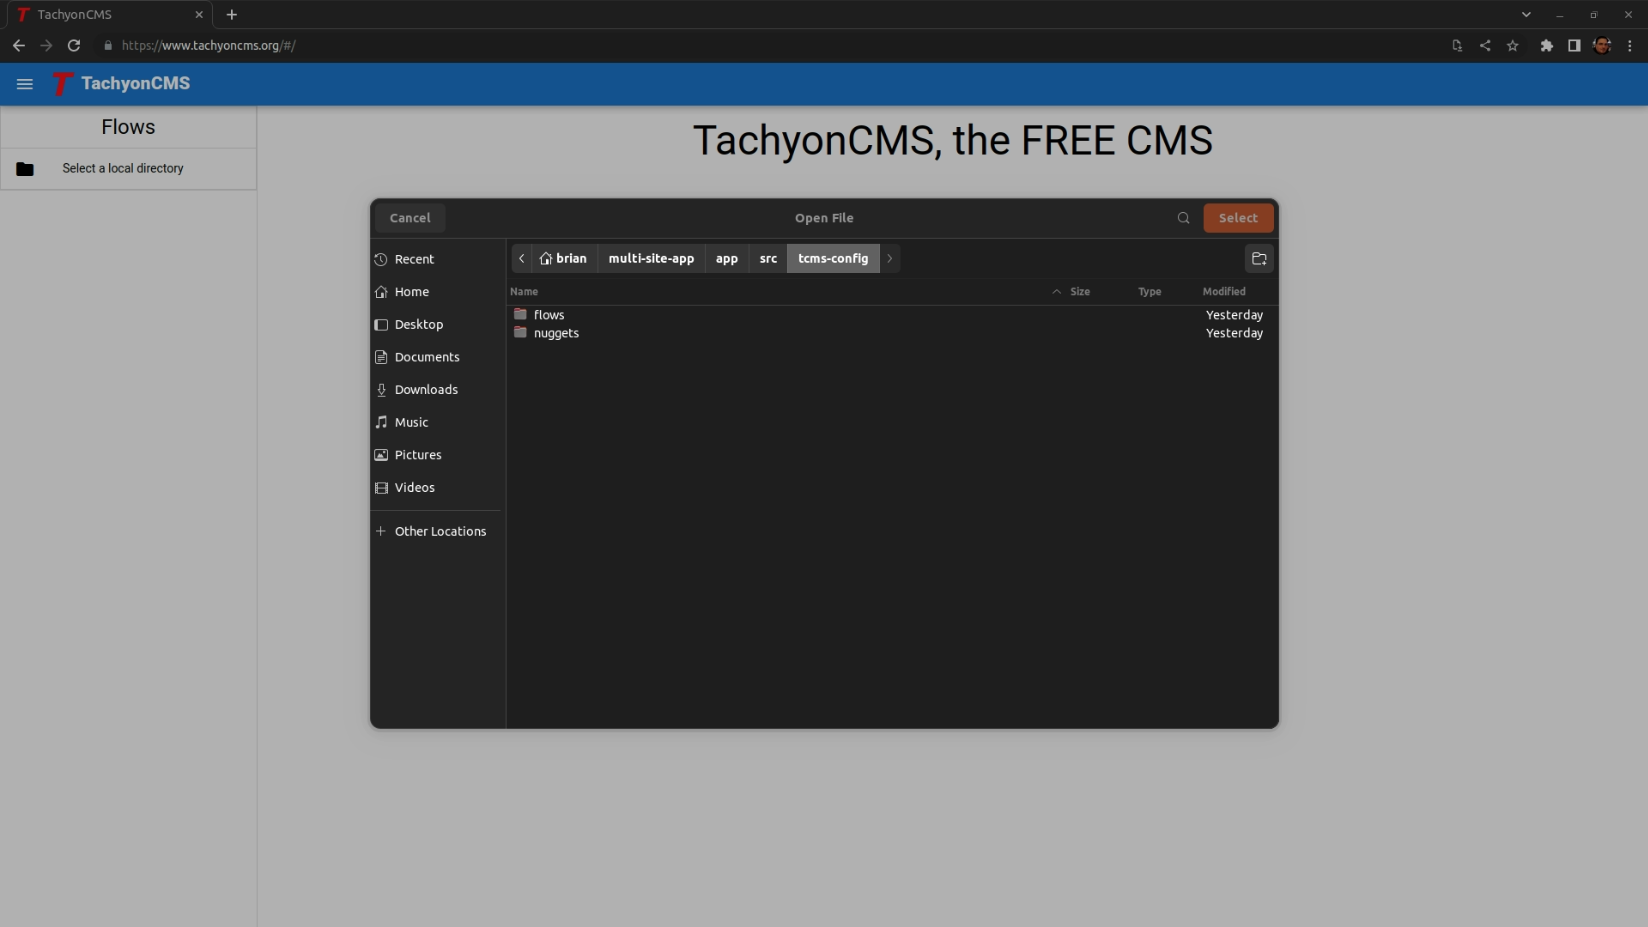 TachyonCMS
https://www.tachyoncms.org/#/
TachyonCMS
Flows
Select a local directory
TachyonCMS, the FREE CMS
Cancel
Open File
Select
Recent
Home
Desktop
Documents
Downloads
Music
Pictures
Videos
Other Locations
brian multi-site-app app src tcms-config
Name Size Type Modified
flows Yesterday
nuggets Yesterday